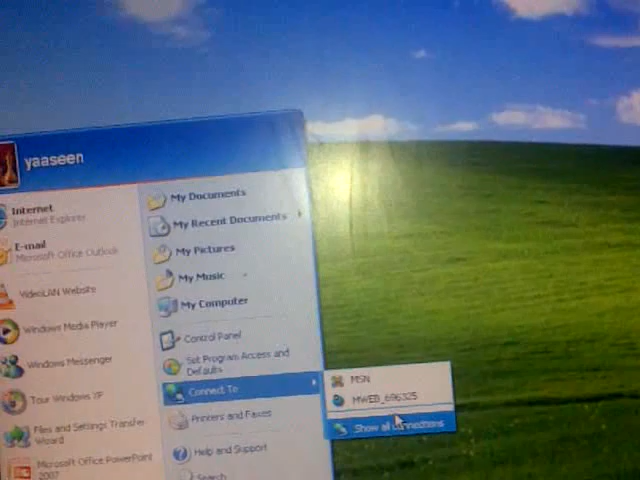 yaaseen
Internet
Internet Explorer
E-mail
Microsoft Office Outlook
VideoLAN Website
Windows Media Player
Windows Messenger
Tour Windows XP
Files and Settings Transfer
Wizard
Microsoft Office PowerPoint
2007
My Documents
My Recent Documents
My Pictures
My Music
My Computer
Control Panel
Set Program Access and
Defaults
Connect To
Printers and Faxes
Help and Support
Search
MSN
MWEB_696325
Show all connections